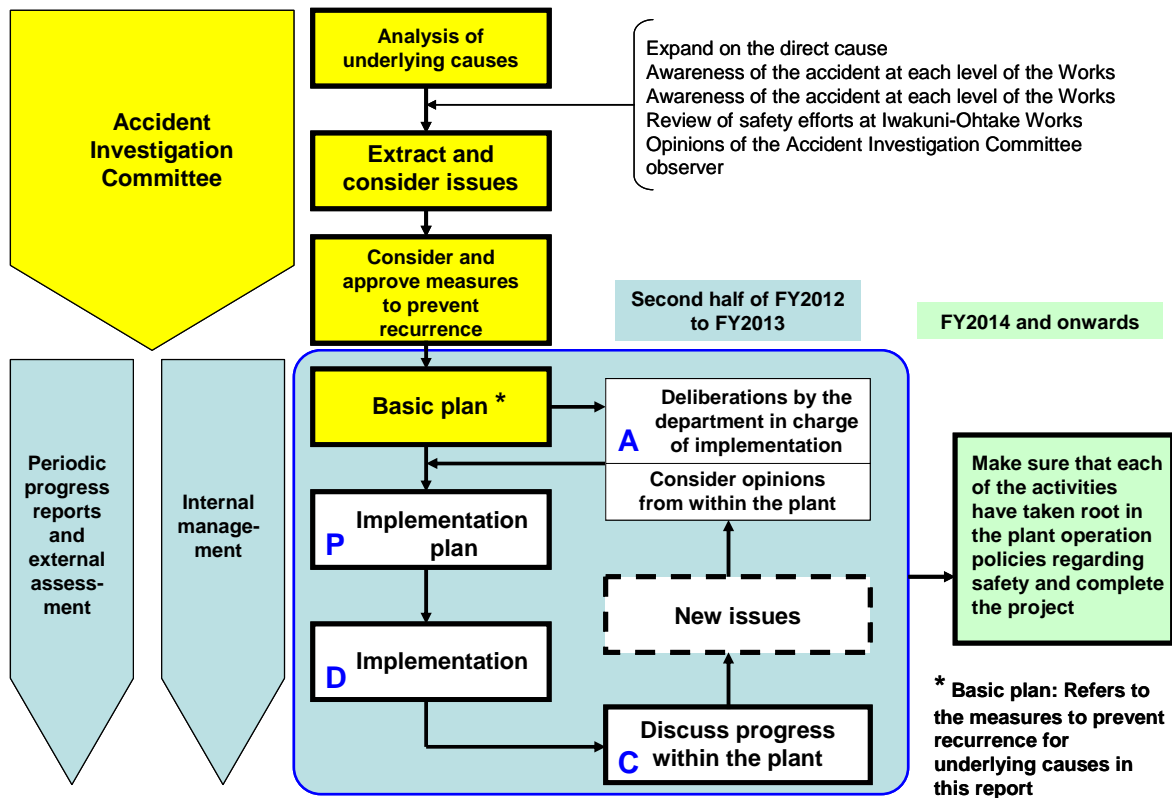 Accident
Investigation
Committee
Analysis of
underlying causes
Expand on the direct cause
Awareness of the accident at each level of the Works
Awareness of the accident at each level of the Works
Review of safety efforts at Iwakuni-Ohtake Works
Opinions of the Accident Investigation Committee
observer
Extract and
consider issues
Consider and
approve measures
to prevent
recurrence
Second half of FY2012
to FY2013
FY2014 and onwards
Periodic
progress
reports
and
external
assess-
ment
Internal
manage-
ment
Basic plan *
Deliberations by the
department in charge
of implementation
A
Consider opinions
from within the plant
Implementation
plan
P
New issues
Implementation
D
Discuss progress
within the plant
C
Make sure that each
of the activities
have taken root in
the plant operation
policies regarding
safety and complete
the project
* Basic plan: Refers to
the measures to prevent
recurrence for
underlying causes in
this report